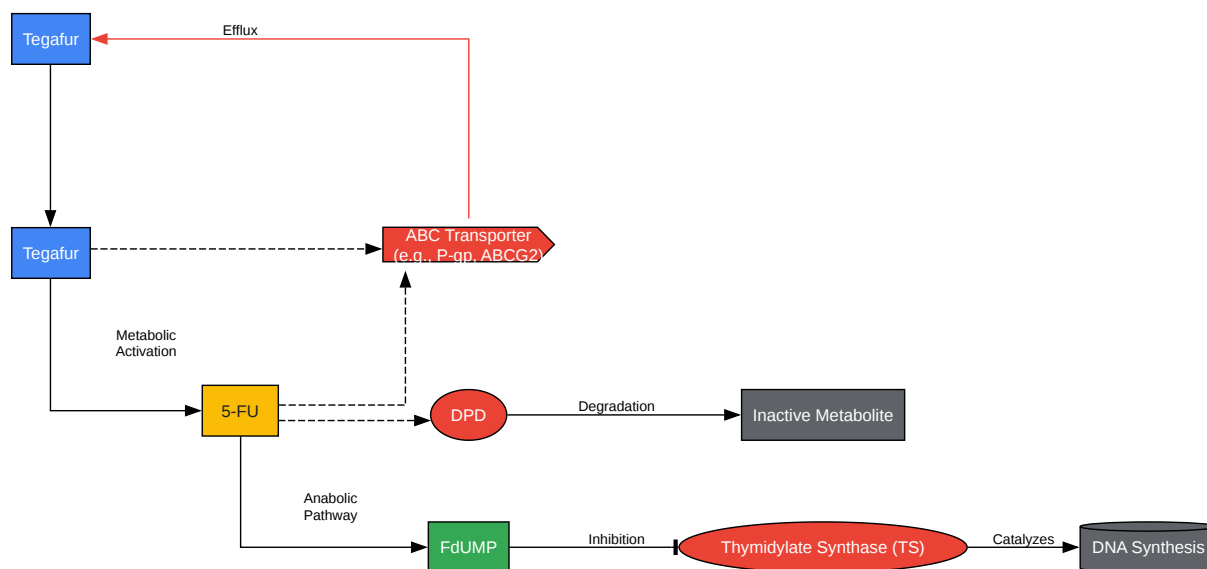 Efflux
Tegafur
ABC Transporter
Tegafur
(e.g., P-gp, ABCG2)
Metabolic
Activation
5-FU
DPD
Degradation
Inactive Metabolite
Anabolic
Pathway
FdUMP
Inhibition
Thymidylate Synthase (TS)
Catalyzes
DNA Synthesis